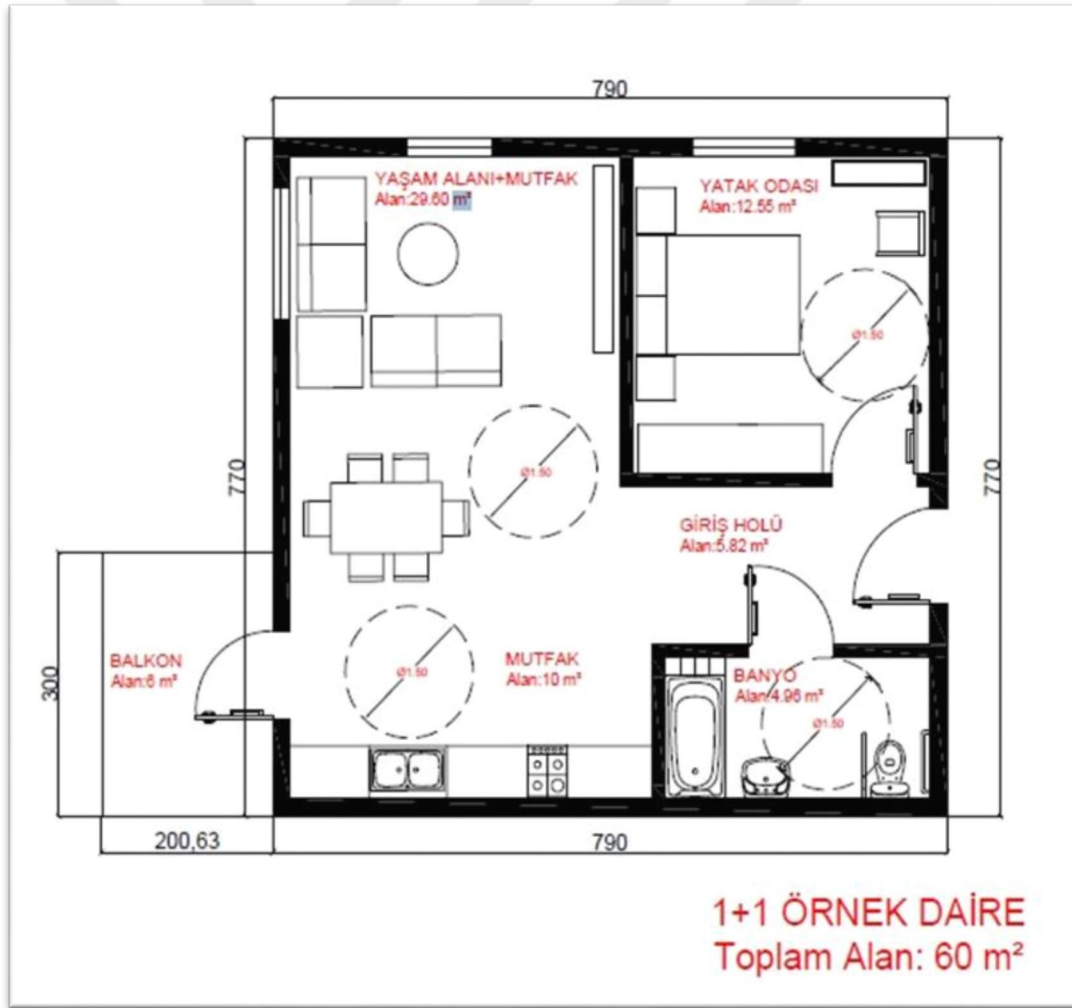 790
YAŞAM ALANI+MUTFAK
Alan:29.60 m²
YATAK ODASI
Alan:12.55 m²
Ø1.50
770
770
Ø1.50
GİRİŞ HOLÜ
Alan:5.82 m²
300
BALKON
Alan:6 m²
Ø1.50
MUTFAK
Alan:10 m²
BANYO
Alan:4.96 m²
Ø1.50
200,63
790
1+1 ÖRNEK DAİRE
Toplam Alan: 60 m²